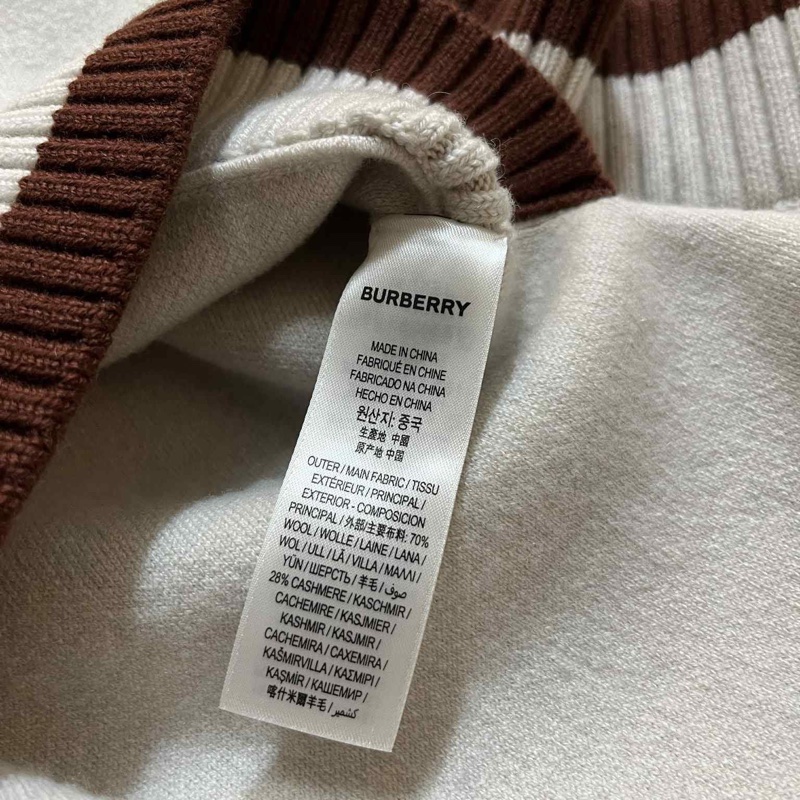 BURBERRY
MADE IN CHINA
FABRIQUÉ EN CHINE
FABRICADO NA CHINA
HECHO EN CHINA
원산지: 중국
生產地 中國
原产地 中国
OUTER / MAIN FABRIC / TISSU
EXTÉRIEUR / PRINCIPAL /
EXTERIOR - COMPOSICION
PRINCIPAL / 外部/主要布料: 70%
WOOL / WOLLE / LAINE / LANA /
WOL / ULL / LÃ / VILLA / ΜΑΛΛΙ /
YÜN / ШЕРСТЬ / 羊毛 / صوف /
28% CASHMERE / KASCHMIR /
CACHEMIRE / KASJMIER /
KASHMIR / KASJMIR /
CACHEMIRA / CAXEMIRA /
KAŠMIRVILLA / ΚΑΣΜΙΡΙ /
KAŞMİR / КАШЕМИР /
喀什米爾羊毛 / كشمير /